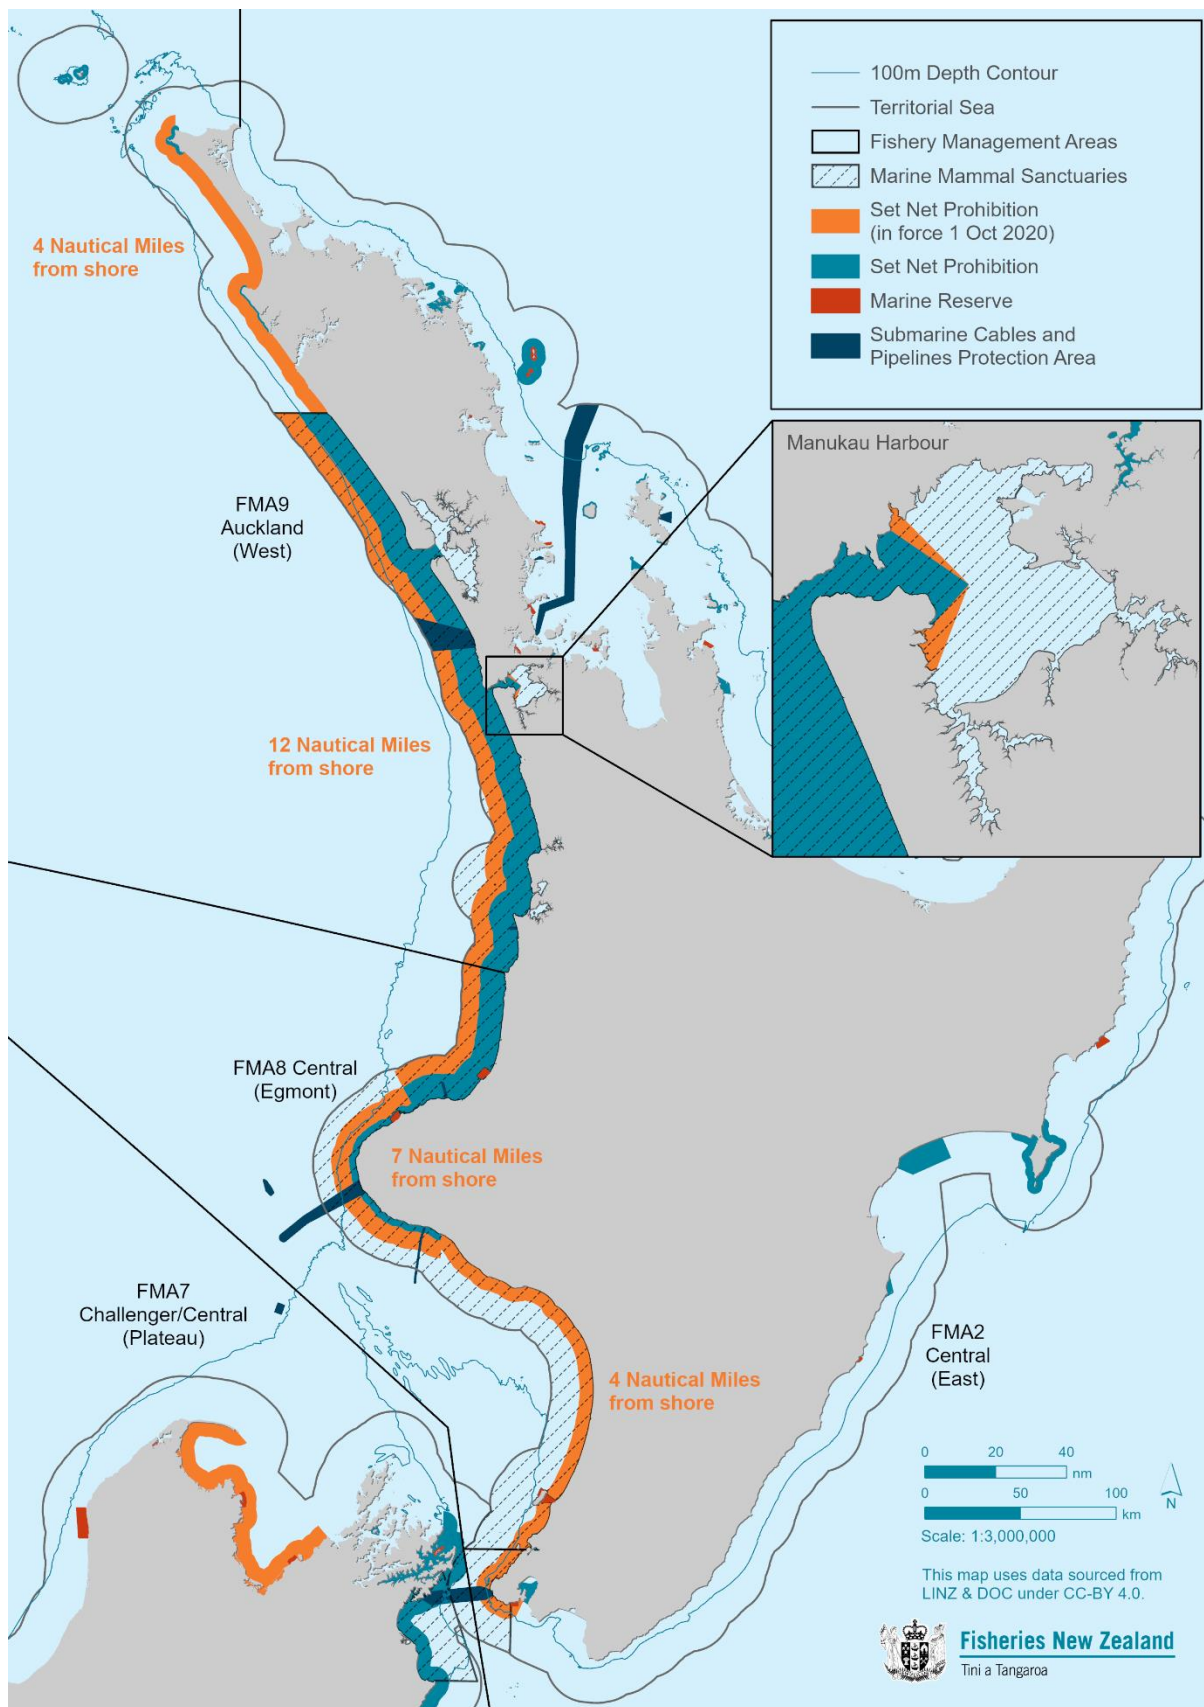 100m Depth Contour
Territorial Sea
Fishery Management Areas
Marine Mammal Sanctuaries
Set Net Prohibition
(in force 1 Oct 2020)
Set Net Prohibition
Marine Reserve
Submarine Cables and
Pipelines Protection Area
4 Nautical Miles
from shore
Manukau Harbour
FMA9
Auckland
(West)
12 Nautical Miles
from shore
FMA8 Central
(Egmont)
7 Nautical Miles
from shore
FMA7
Challenger/Central
(Plateau)
FMA2
Central
(East)
4 Nautical Miles
from shore
0 20 40
nm
0 50 100
km
N
Scale: 1:3,000,000
This map uses data sourced from
LINZ & DOC under CC-BY 4.0.
Fisheries New Zealand
Tini a Tangaroa